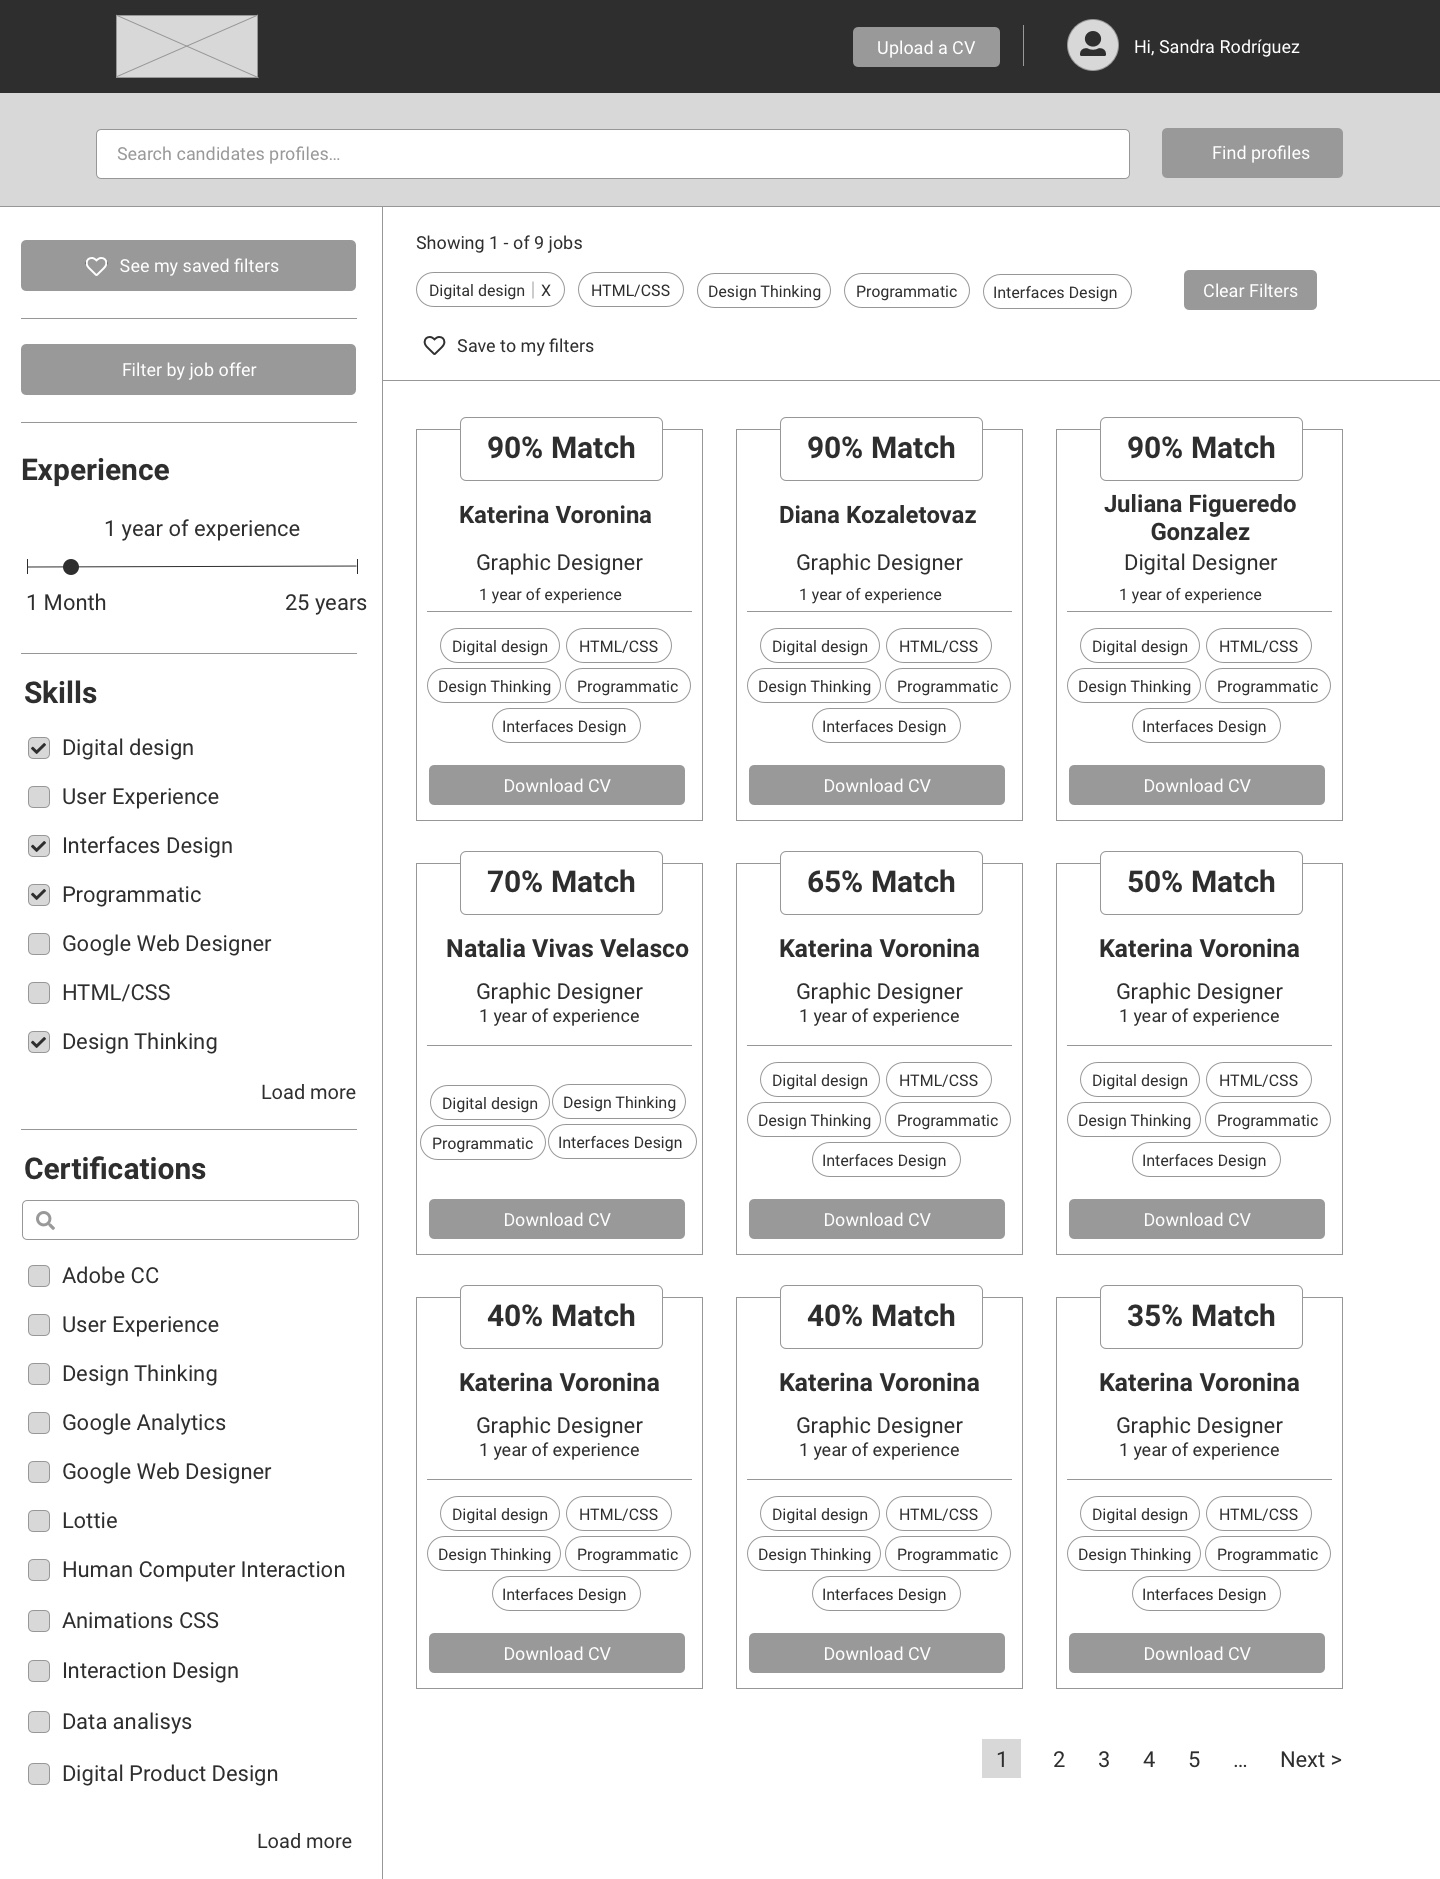 Upload a CV
Hi, Sandra Rodríguez
Search candidates profiles...
Find profiles
See my saved filters
Filter by job offer
Experience
1 year of experience
1 Month 25 years
Skills
Digital design
User Experience
Interfaces Design
Programmatic
Google Web Designer
HTML/CSS
Design Thinking
Load more
Certifications
Adobe CC
User Experience
Design Thinking
Google Analytics
Google Web Designer
Lottie
Human Computer Interaction
Animations CSS
Interaction Design
Data analisys
Digital Product Design
Load more
Showing 1 - of 9 jobs
Digital design | X HTML/CSS Design Thinking Programmatic Interfaces Design Clear Filters
Save to my filters
90% Match
Katerina Voronina
Graphic Designer
1 year of experience
Digital design HTML/CSS
Design Thinking Programmatic
Interfaces Design
Download CV
90% Match
Diana Kozaletovaz
Graphic Designer
1 year of experience
Digital design HTML/CSS
Design Thinking Programmatic
Interfaces Design
Download CV
90% Match
Juliana Figueredo
Gonzalez
Digital Designer
1 year of experience
Digital design HTML/CSS
Design Thinking Programmatic
Interfaces Design
Download CV
70% Match
Natalia Vivas Velasco
Graphic Designer
1 year of experience
Digital design Design Thinking
Programmatic Interfaces Design
Download CV
65% Match
Katerina Voronina
Graphic Designer
1 year of experience
Digital design HTML/CSS
Design Thinking Programmatic
Interfaces Design
Download CV
50% Match
Katerina Voronina
Graphic Designer
1 year of experience
Digital design HTML/CSS
Design Thinking Programmatic
Interfaces Design
Download CV
40% Match
Katerina Voronina
Graphic Designer
1 year of experience
Digital design HTML/CSS
Design Thinking Programmatic
Interfaces Design
Download CV
40% Match
Katerina Voronina
Graphic Designer
1 year of experience
Digital design HTML/CSS
Design Thinking Programmatic
Interfaces Design
Download CV
35% Match
Katerina Voronina
Graphic Designer
1 year of experience
Digital design HTML/CSS
Design Thinking Programmatic
Interfaces Design
Download CV
1 2 3 4 5 ... Next >